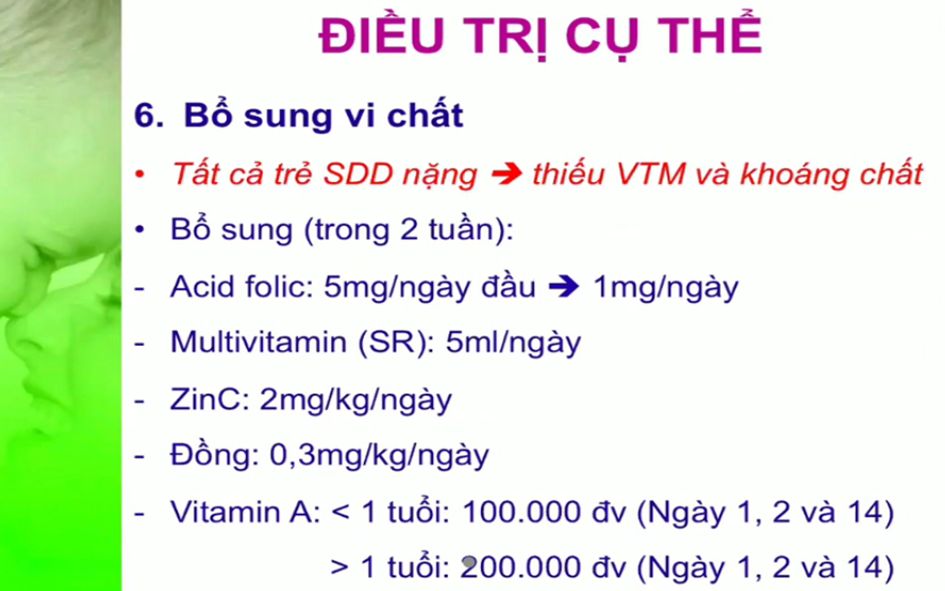 ĐIỀU TRỊ CỤ THỂ
6. Bổ sung vi chất
• Tất cả trẻ SDD nặng ➔ thiếu VTM và khoáng chất
• Bổ sung (trong 2 tuần):
- Acid folic: 5mg/ngày đầu ➔ 1mg/ngày
- Multivitamin (SR): 5ml/ngày
- ZinC: 2mg/kg/ngày
- Đồng: 0,3mg/kg/ngày
- Vitamin A: < 1 tuổi: 100.000 đv (Ngày 1, 2 và 14)
> 1 tuổi: 200.000 đv (Ngày 1, 2 và 14)